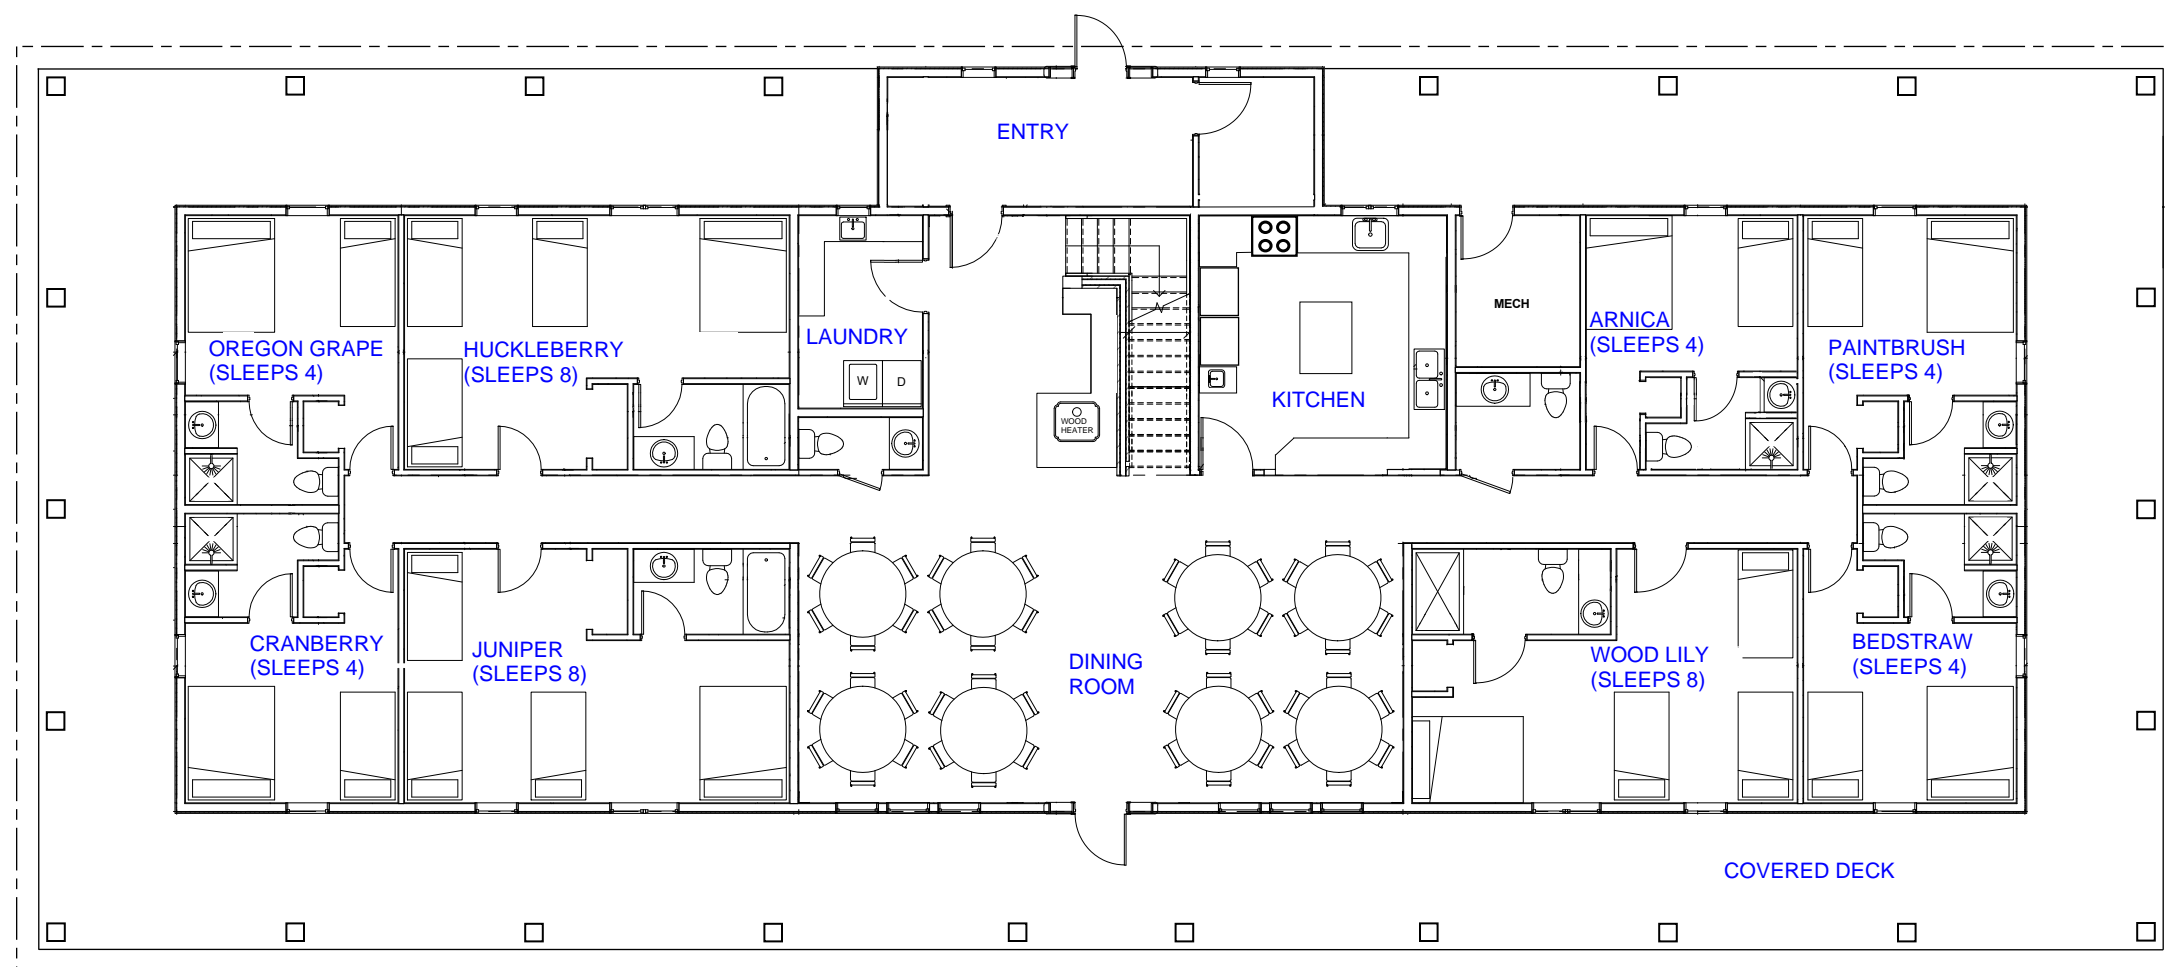 ENTRY
MECH
ARNICA
(SLEEPS 4)
LAUNDRY
OREGON GRAPE
(SLEEPS 4)
HUCKLEBERRY
(SLEEPS 8)
PAINTBRUSH
(SLEEPS 4)
W
D
KITCHEN
WOOD
HEATER
CRANBERRY
(SLEEPS 4)
JUNIPER
(SLEEPS 8)
DINING
ROOM
WOOD LILY
(SLEEPS 8)
BEDSTRAW
(SLEEPS 4)
COVERED DECK